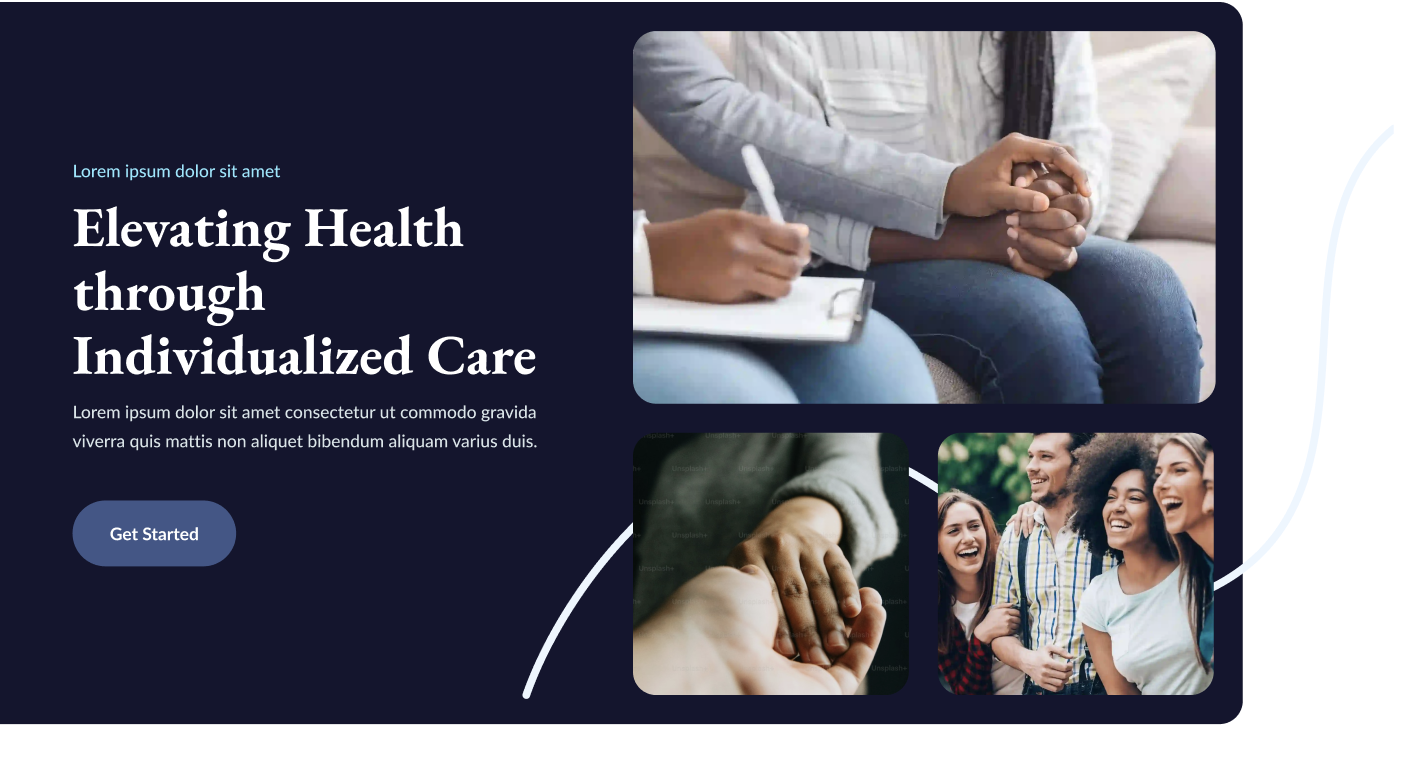 Lorem ipsum dolor sit amet
Elevating Health
through
Individualized Care
Lorem ipsum dolor sit amet consectetur ut commodo gravida
viverra quis mattis non aliquet bibendum aliquam varius duis.
Get Started
Unsplash+